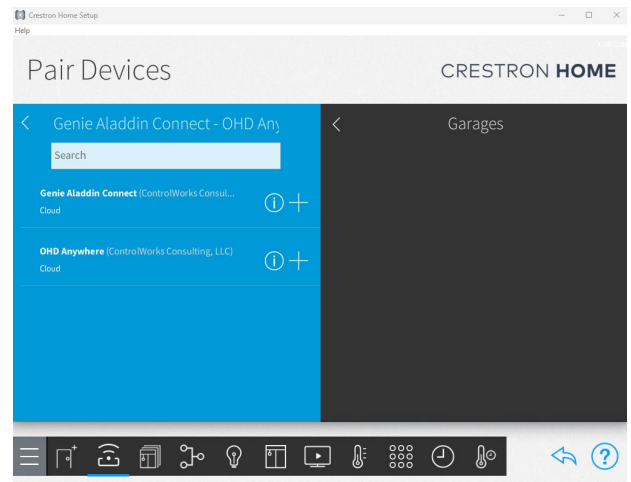 Crestron Home Setup
Help
Pair Devices
CRESTRON HOME
Genie Aladdin Connect - OHD Any
Garages
Search
Genie Aladdin Connect (ControlWorks Consul...
Cloud
OHD Anywhere (ControlWorks Consulting, LLC)
Cloud